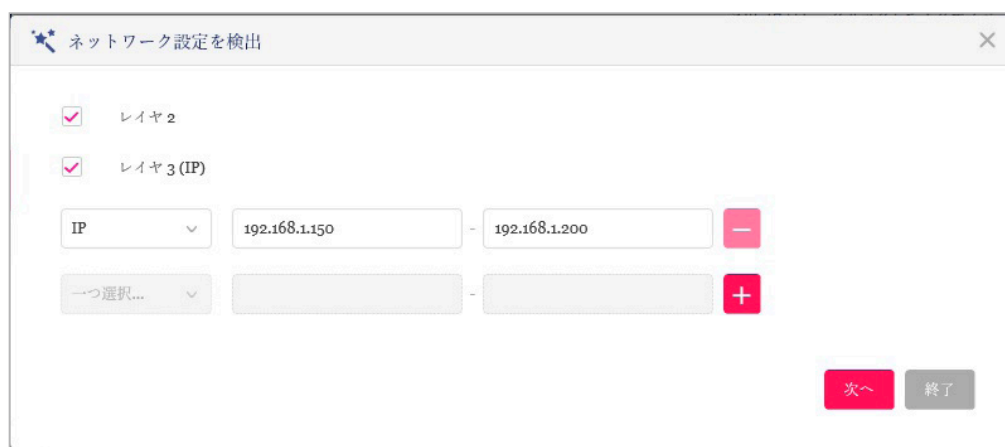 ネットワーク設定を検出
レイヤ 2
レイヤ 3 (IP)
IP 192.168.1.150 - 192.168.1.200
一つ選択... -
次へ 終了